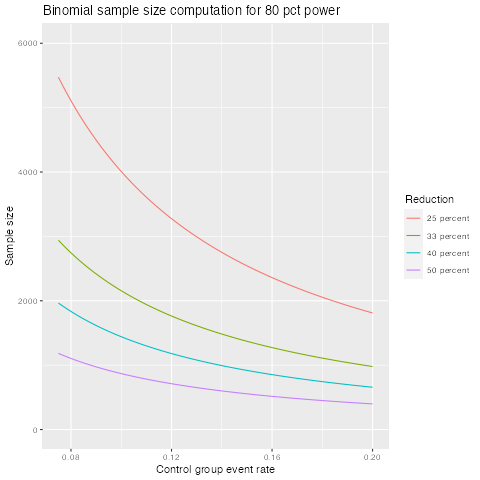 Binomial sample size computation for 80 pct power
Sample size
6000
4000
2000
0
0.08
0.12
0.16
0.20
Control group event rate
Reduction
25 percent
33 percent
40 percent
50 percent